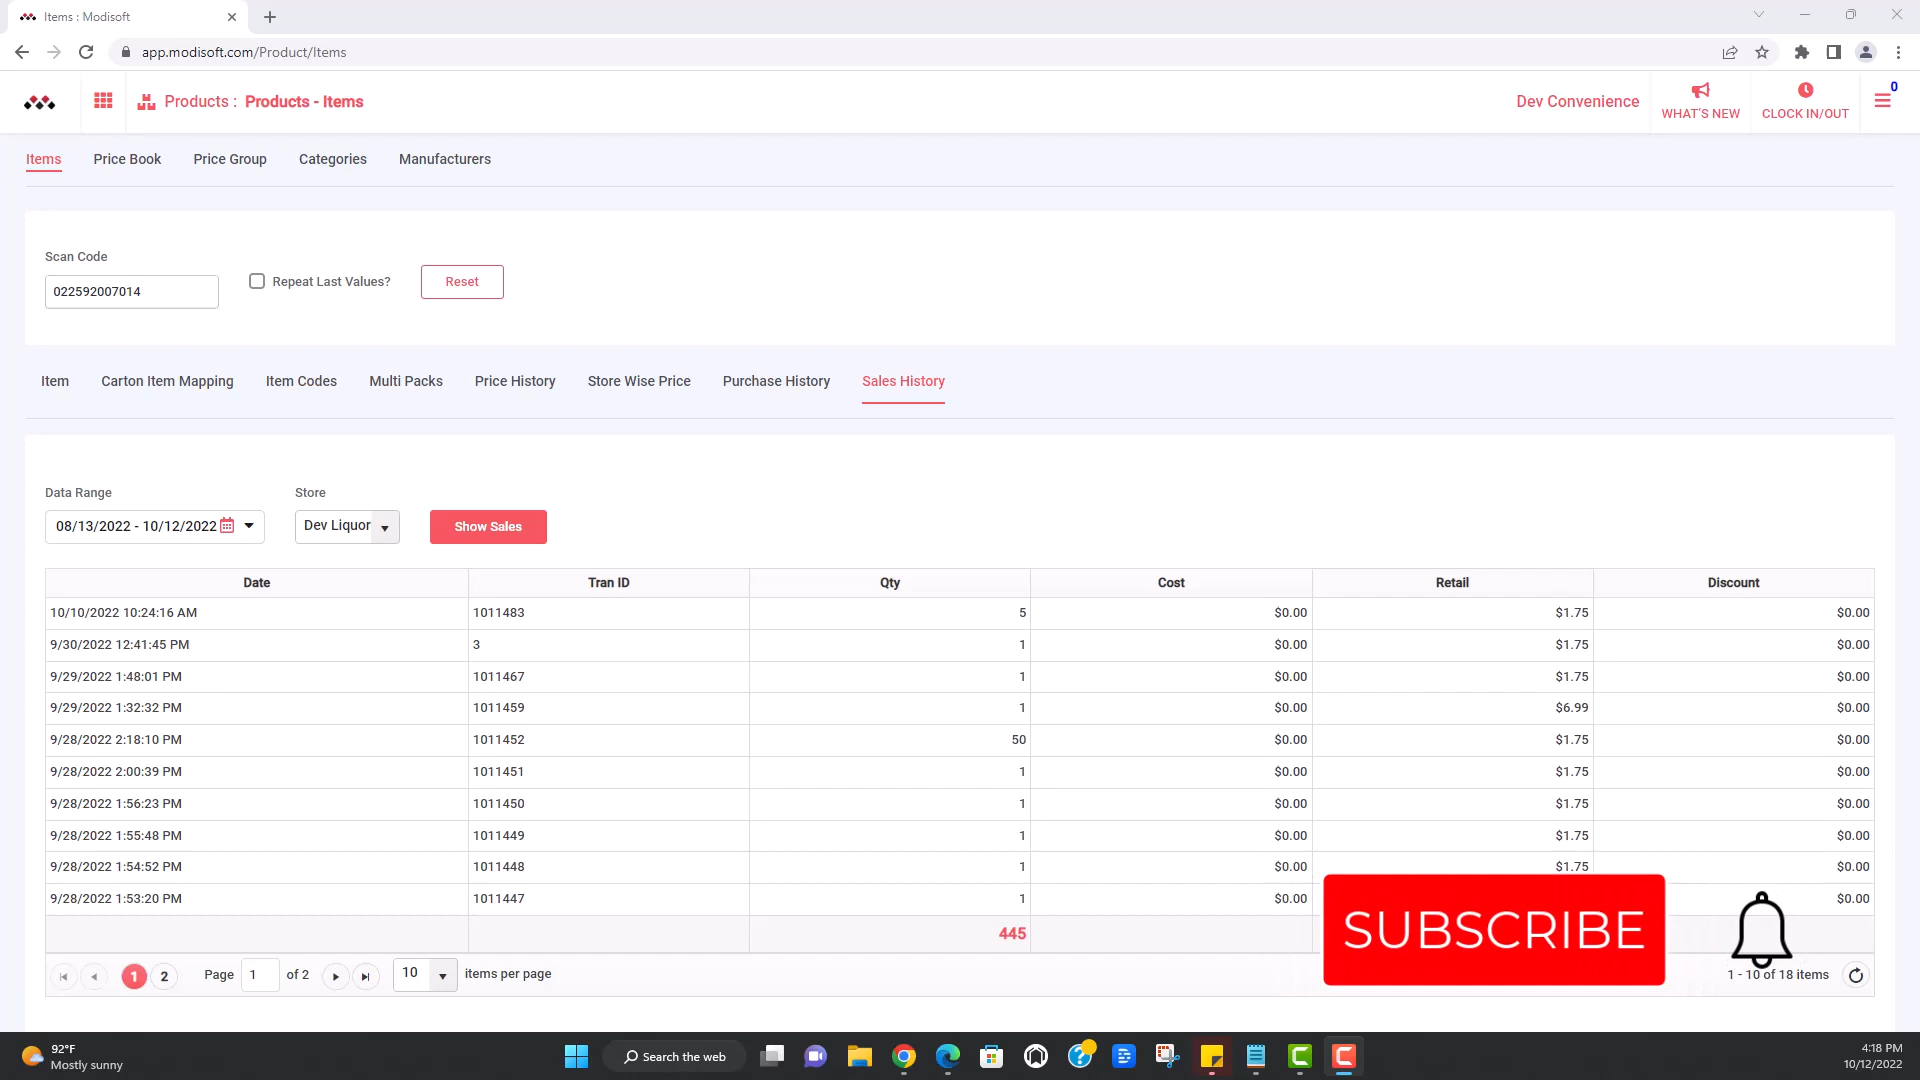 Items : Modisoft
app.modisoft.com/Product/Items
Products : Products - Items
Dev Convenience
WHAT'S NEW
CLOCK IN/OUT
0
Items Price Book Price Group Categories Manufacturers
Scan Code
022592007014
Repeat Last Values?
Reset
Item Carton Item Mapping Item Codes Multi Packs Price History Store Wise Price Purchase History Sales History
Data Range Store
08/13/2022 - 10/12/2022 Dev Liquor Show Sales
Date Tran ID Qty Cost Retail Discount
10/10/2022 10:24:16 AM 1011483 5 $0.00 $1.75 $0.00
9/30/2022 12:41:45 PM 3 1 $0.00 $1.75 $0.00
9/29/2022 1:48:01 PM 1011467 1 $0.00 $1.75 $0.00
9/29/2022 1:32:32 PM 1011459 1 $0.00 $6.99 $0.00
9/28/2022 2:18:10 PM 1011452 50 $0.00 $1.75 $0.00
9/28/2022 2:00:39 PM 1011451 1 $0.00 $1.75 $0.00
9/28/2022 1:56:23 PM 1011450 1 $0.00 $1.75 $0.00
9/28/2022 1:55:48 PM 1011449 1 $0.00 $1.75 $0.00
9/28/2022 1:54:52 PM 1011448 1 $0.00 $1.75 $0.00
9/28/2022 1:53:20 PM 1011447 1 $0.00 $0.00
445
SUBSCRIBE
1 2 Page 1 of 2 10 items per page 1 - 10 of 18 items
92°F
Mostly sunny
Search the web
4:18 PM
10/12/2022